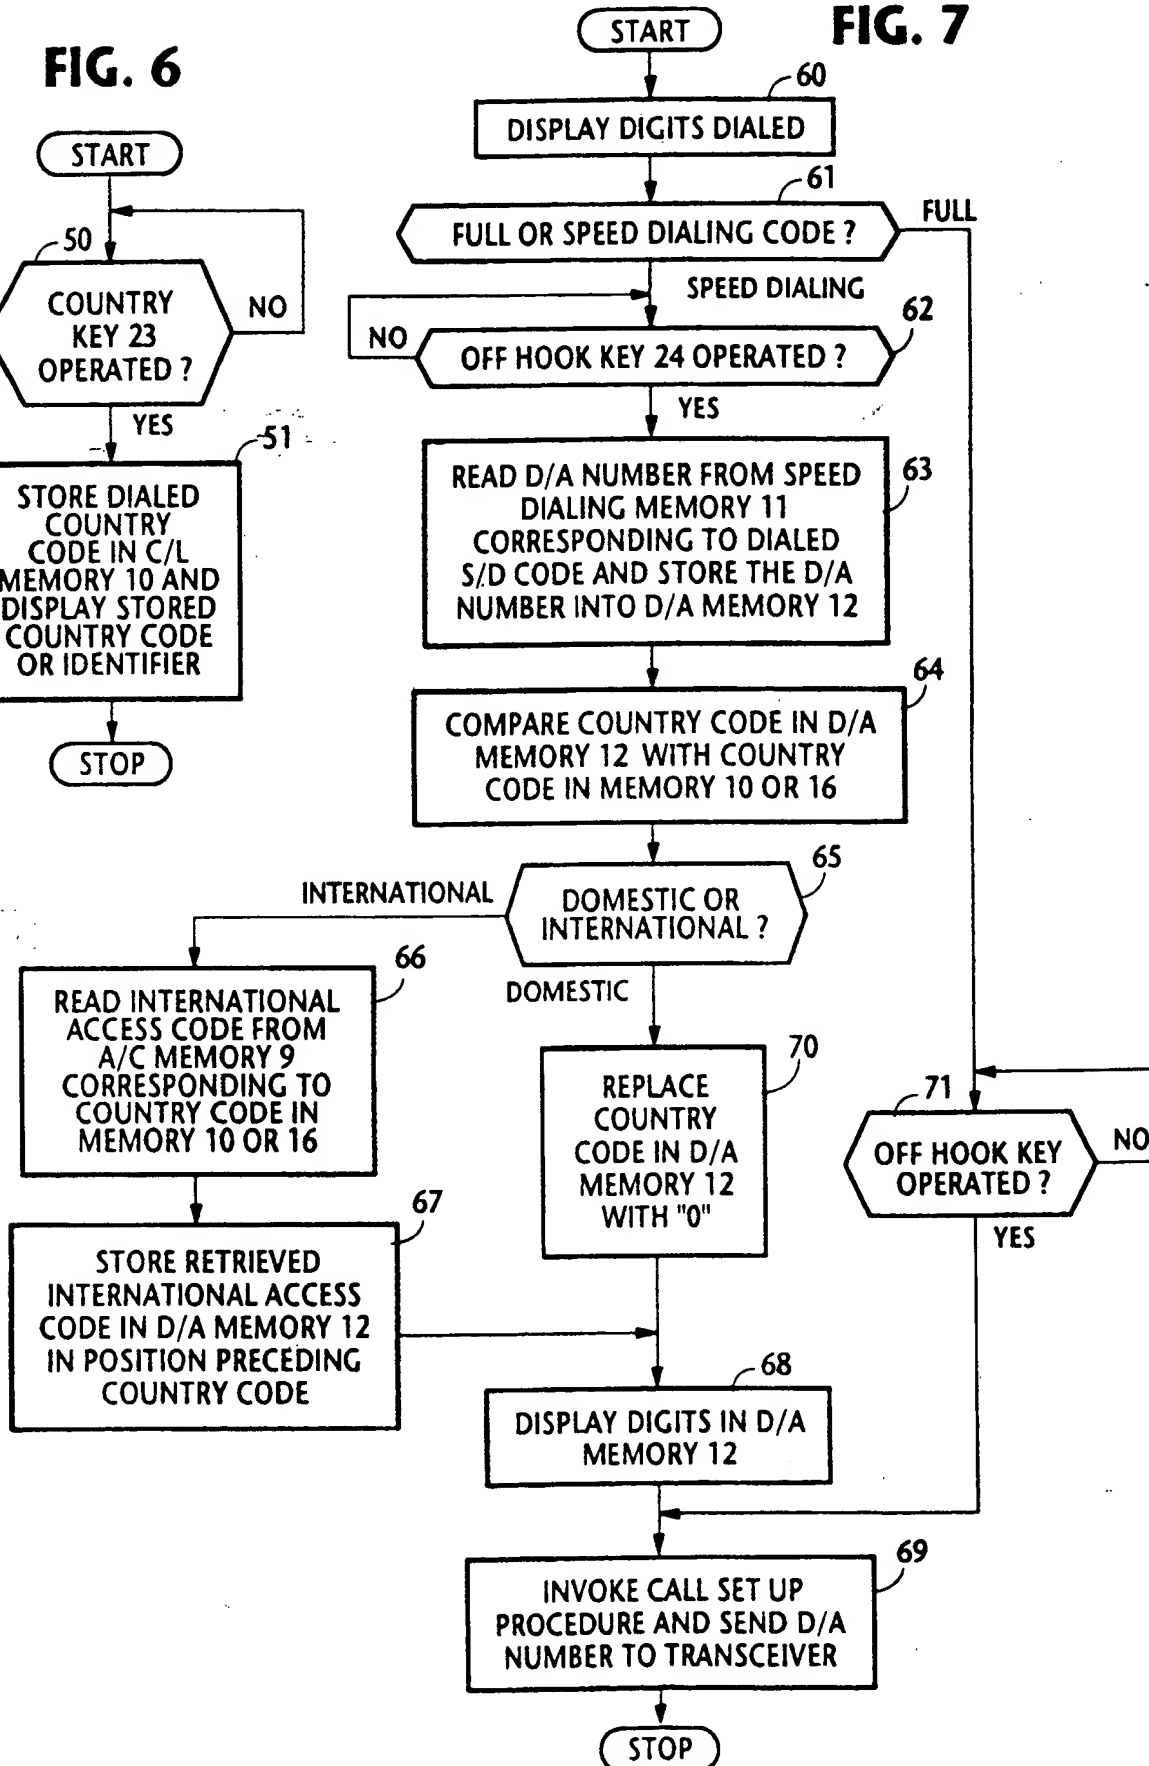 FIG. 6
START
50
COUNTRY
KEY 23
OPERATED ?
NO
YES
51
STORE DIALED
COUNTRY
CODE IN C/L
MEMORY 10 AND
DISPLAY STORED
COUNTRY CODE
OR IDENTIFIER
STOP
FIG. 7
START
60
DISPLAY DIGITS DIALED
61
FULL OR SPEED DIALING CODE ?
FULL
SPEED DIALING
62
NO
OFF HOOK KEY 24 OPERATED ?
YES
63
READ D/A NUMBER FROM SPEED
DIALING MEMORY 11
CORRESPONDING TO DIALED
S/D CODE AND STORE THE D/A
NUMBER INTO D/A MEMORY 12
64
COMPARE COUNTRY CODE IN D/A
MEMORY 12 WITH COUNTRY
CODE IN MEMORY 10 OR 16
65
INTERNATIONAL
DOMESTIC OR
INTERNATIONAL ?
DOMESTIC
66
READ INTERNATIONAL
ACCESS CODE FROM
A/C MEMORY 9
CORRESPONDING TO
COUNTRY CODE IN
MEMORY 10 OR 16
67
STORE RETRIEVED
INTERNATIONAL ACCESS
CODE IN D/A MEMORY 12
IN POSITION PRECEDING
COUNTRY CODE
70
REPLACE
COUNTRY
CODE IN D/A
MEMORY 12
WITH "0"
71
OFF HOOK KEY
OPERATED ?
NO
YES
68
DISPLAY DIGITS IN D/A
MEMORY 12
69
INVOKE CALL SET UP
PROCEDURE AND SEND D/A
NUMBER TO TRANSCEIVER
STOP